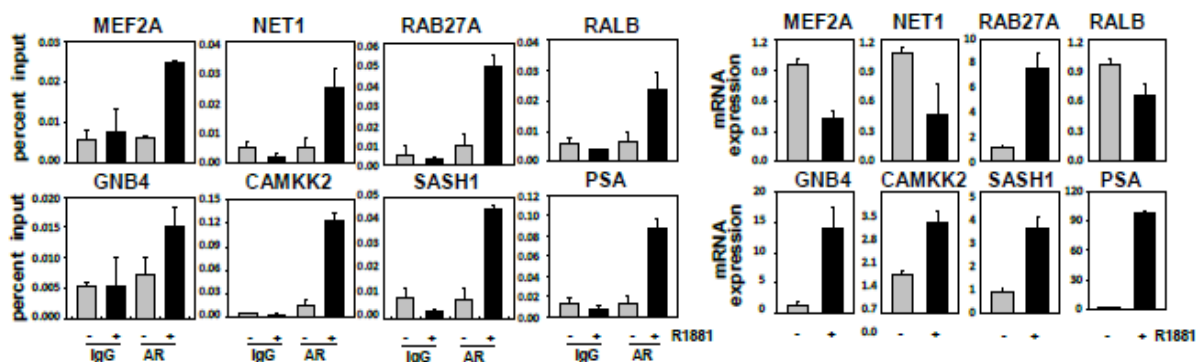 MEF2A NET1 RAB27A RALB
percent input
0.03 0.02 0.01 0.00
0.04 0.03 0.02 0.01 0.00
0.06 0.05 0.04 0.03 0.02 0.01 0.00
0.06 0.04 0.02 0.00
GNB4 CAMKK2 SASH1 PSA
percent input
0.020 0.015 0.010 0.005 0.000
0.15 0.12 0.09 0.06 0.03 0.00
0.05 0.04 0.03 0.02 0.01 0.00
0.15 0.12 0.09 0.06 0.03 0.00
- + - + - + - + - + - + - + - + R1881
IgG AR IgG AR IgG AR IgG AR
MEF2A NET1 RAB27A RALB
mRNA expression
1.2 0.9 0.6 0.3 0.0
1.2 0.9 0.6 0.3 0.0
10 8 6 4 2 0
1.2 0.9 0.6 0.3 0.0
GNB4 CAMKK2 SASH1 PSA
mRNA expression
20 15 10 5 0
3.5 2.8 2.1 1.4 0.7 0.0
5 4 3 2 1 0
120 90 60 30 0
- + - + - + - +